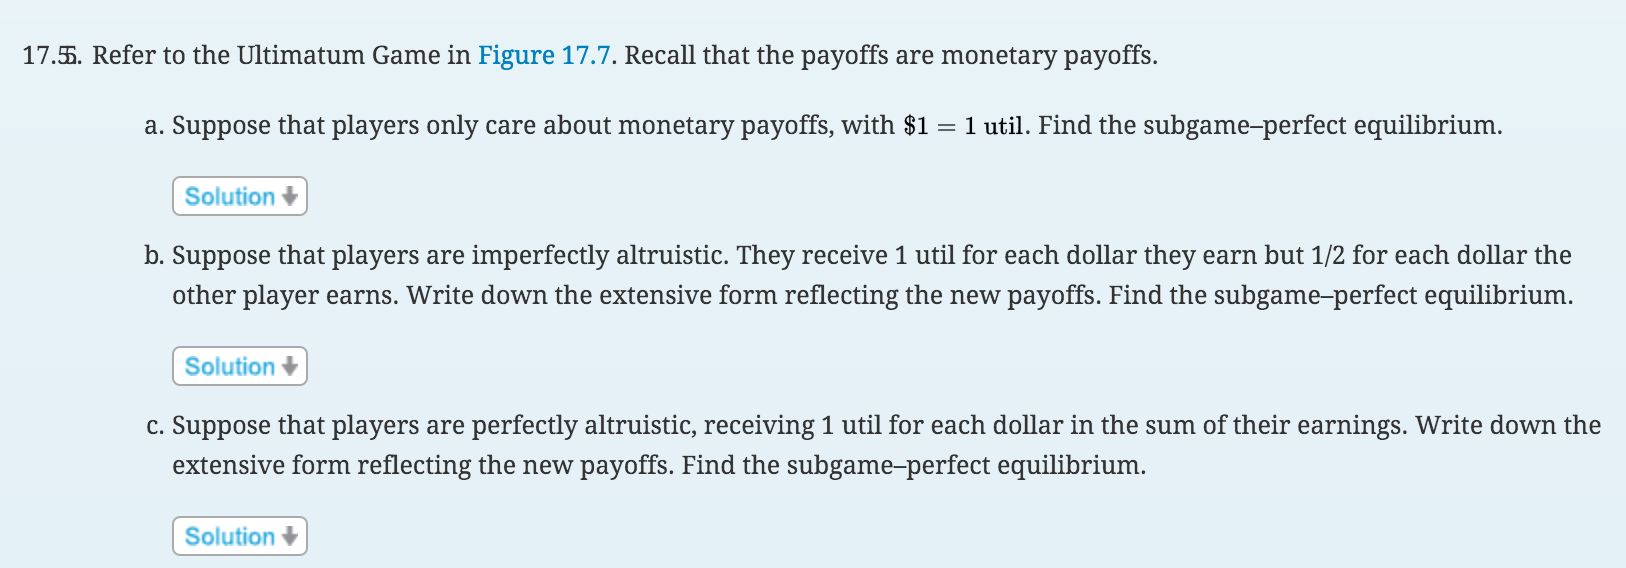 17.5. Refer to the Ultimatum Game in Figure 17.7. Recall that the payoffs are monetary payoffs.
a. Suppose that players only care about monetary payoffs, with $1 = 1 util. Find the subgame–perfect equilibrium.
Solution
b. Suppose that players are imperfectly altruistic. They receive 1 util for each dollar they earn but 1/2 for each dollar the
other player earns. Write down the extensive form reflecting the new payoffs. Find the subgame–perfect equilibrium.
Solution
c. Suppose that players are perfectly altruistic, receiving 1 util for each dollar in the sum of their earnings. Write down the
extensive form reflecting the new payoffs. Find the subgame–perfect equilibrium.
Solution